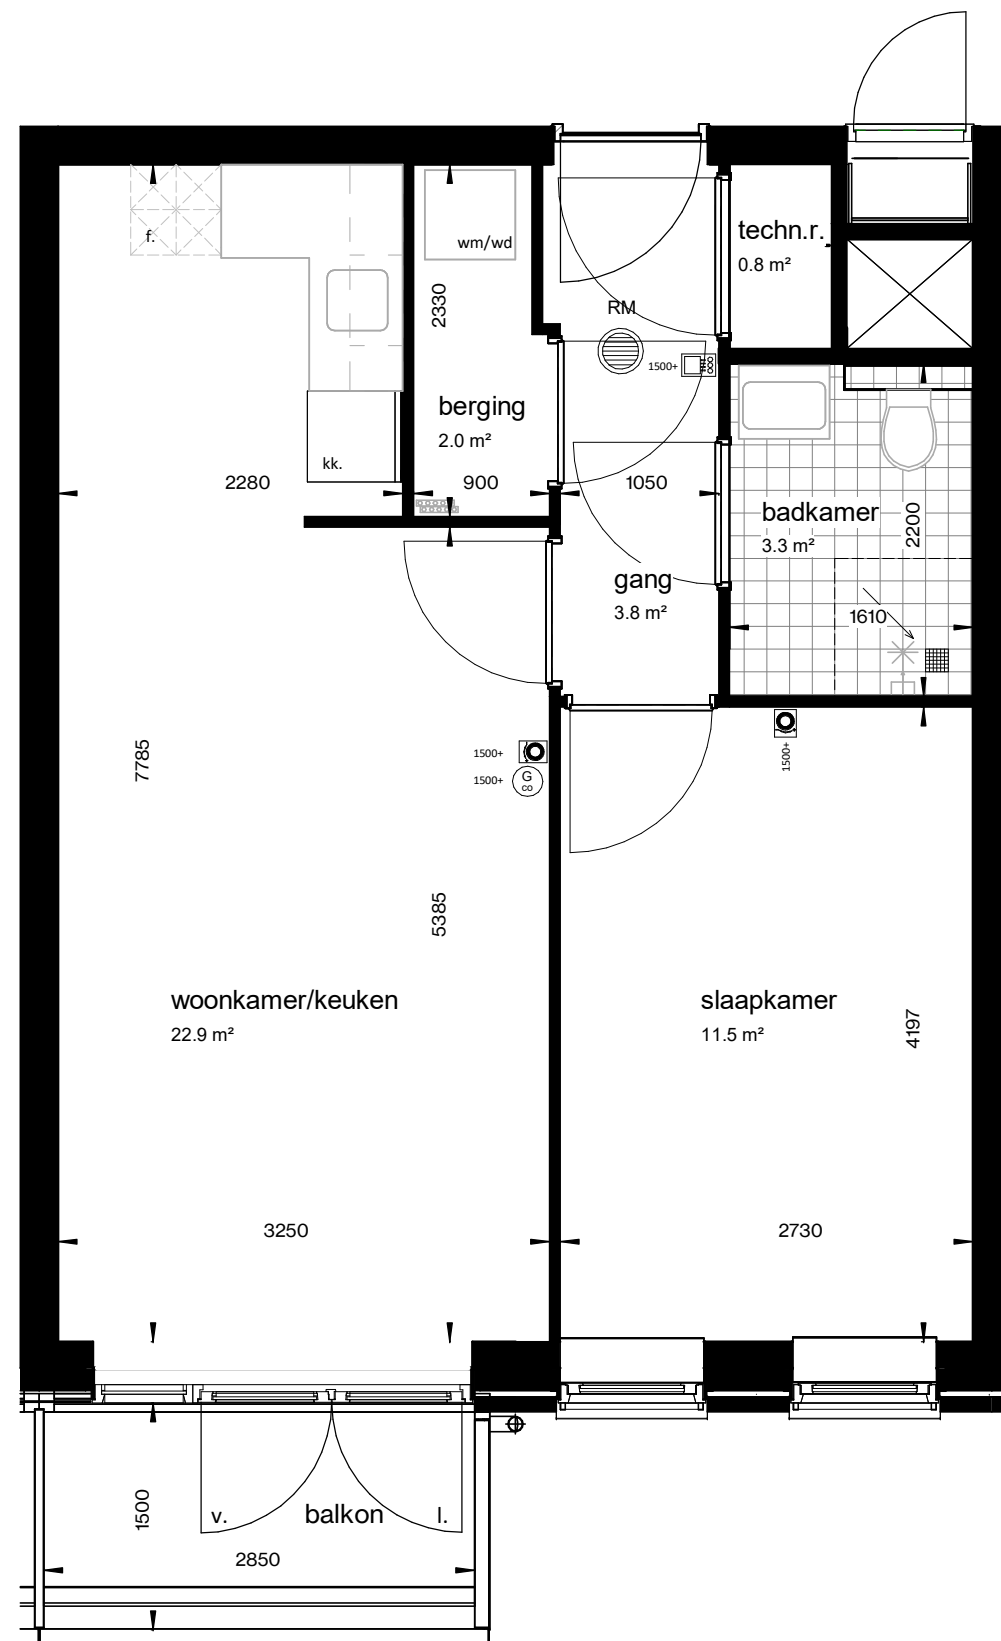 techn.r.
0.8 m²
f.
wm/wd
2330
RM
1500+
berging
2.0 m²
kk.
2280
900
1050
badkamer
3.3 m²
2200
gang
3.8 m²
1610
7785
1500+
1500+
G
co
1500+
5385
woonkamer/keuken
22.9 m²
slaapkamer
11.5 m²
4197
3250
2730
1500
v.
balkon
l.
2850